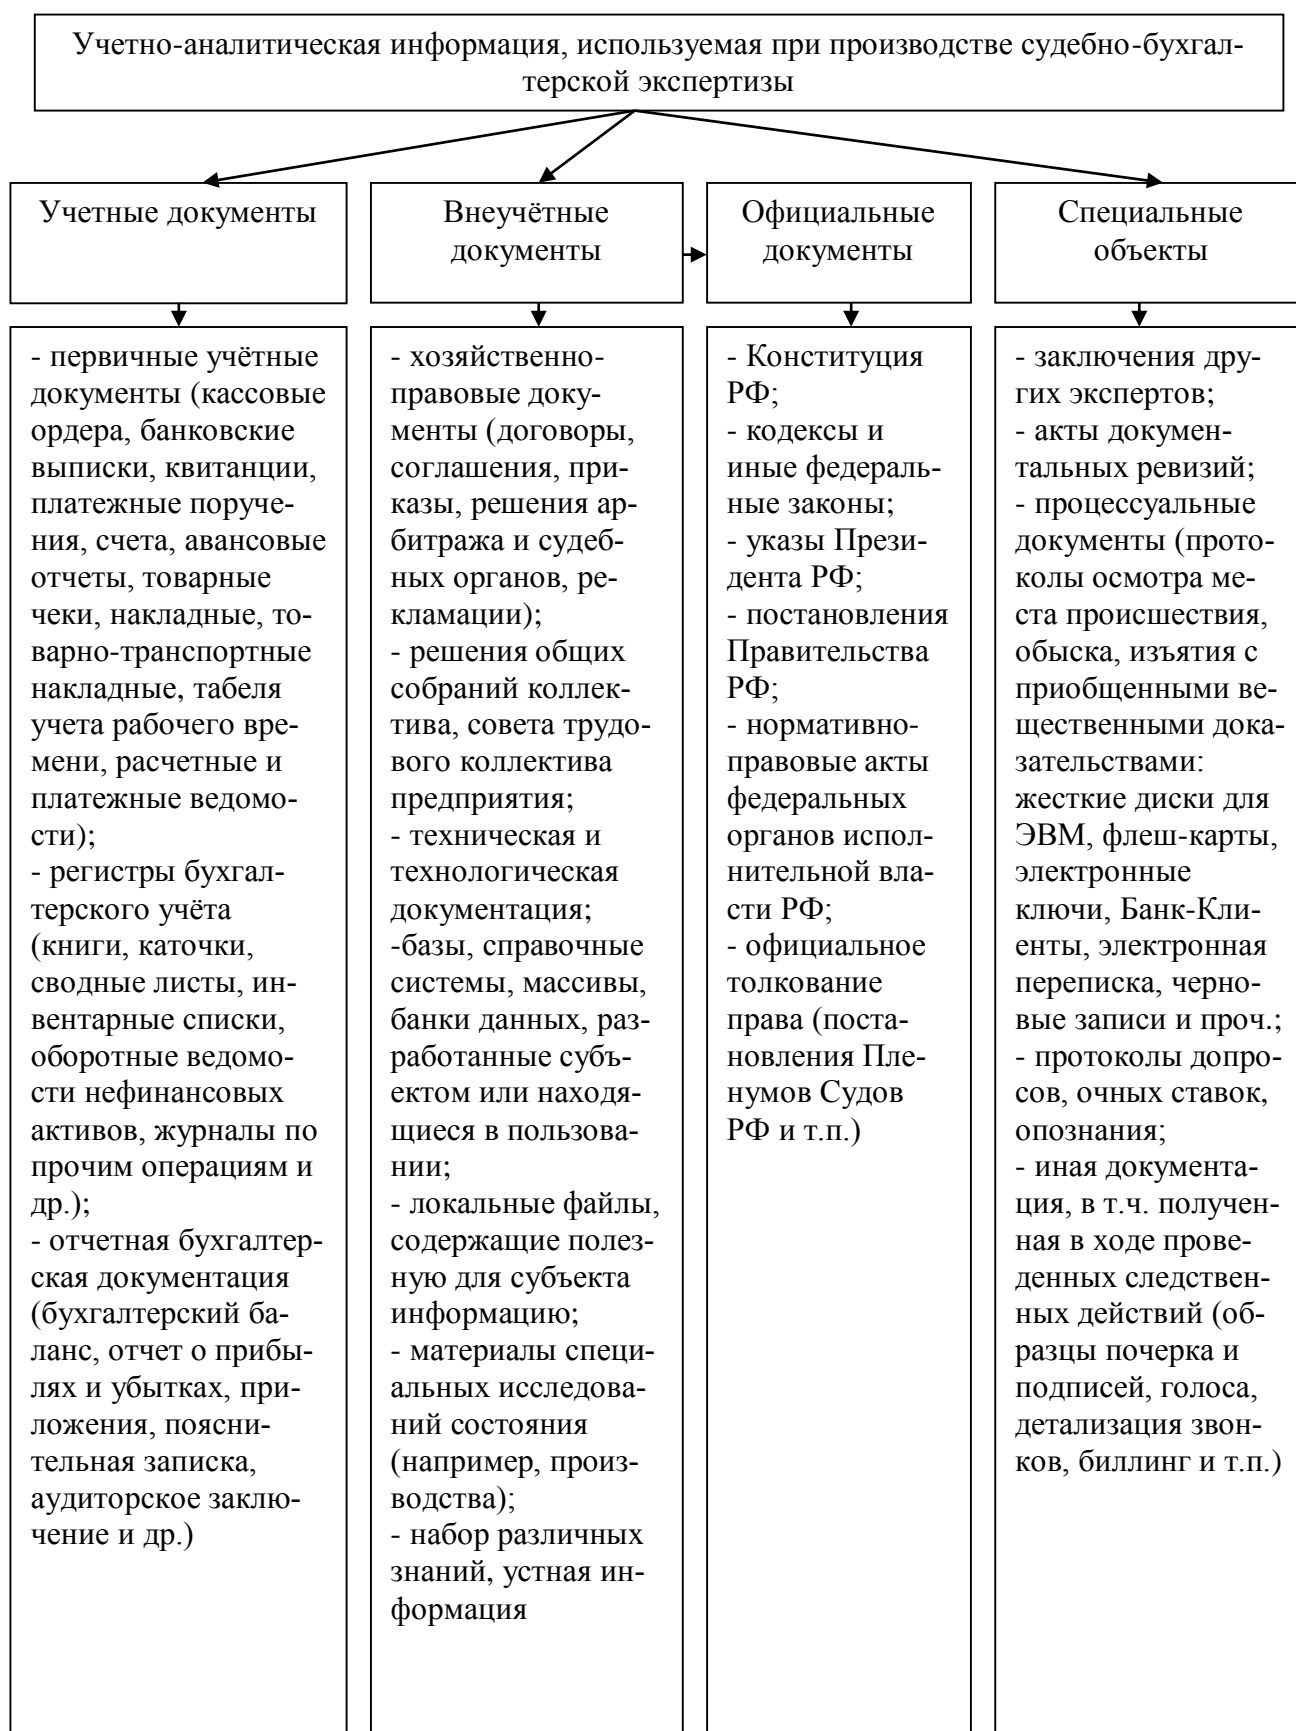 Учетно-аналитическая информация, используемая при производстве судебно-бухгал-
терской экспертизы
Учетные документы
Внеучётные
документы
Официальные
документы
Специальные
объекты
- первичные учётные
документы (кассовые
ордера, банковские
выписки, квитанции,
платежные поруче-
ния, счета, авансовые
отчеты, товарные
чеки, накладные, то-
варно-транспортные
накладные, табеля
учета рабочего вре-
мени, расчетные и
платежные ведомо-
сти);
- регистры бухгал-
терского учёта
(книги, каточки,
сводные листы, ин-
вентарные списки,
оборотные ведомо-
сти нефинансовых
активов, журналы по
прочим операциям и
др.);
- отчетная бухгалтер-
ская документация
(бухгалтерский ба-
ланс, отчет о прибы-
лях и убытках, при-
ложения, поясни-
тельная записка,
аудиторское заклю-
чение и др.)
- хозяйственно-
правовые доку-
менты (договоры,
соглашения, при-
казы, решения ар-
битража и судеб-
ных органов, ре-
кламации);
- решения общих
собраний коллек-
тива, совета трудо-
вого коллектива
предприятия;
- техническая и
технологическая
документация;
-базы, справочные
системы, массивы,
банки данных, раз-
работанные субъ-
ектом или находя-
щиеся в пользова-
нии;
- локальные файлы,
содержащие полез-
ную для субъекта
информацию;
- материалы специ-
альных исследова-
ний состояния
(например, произ-
водства);
- набор различных
знаний, устная ин-
формация
- Конституция
РФ;
- кодексы и
иные федераль-
ные законы;
- указы Прези-
дента РФ;
- постановления
Правительства
РФ;
- нормативно-
правовые акты
федеральных
органов испол-
нительной вла-
сти РФ;
- официальное
толкование
права (поста-
новления Пле-
нумов Судов
РФ и т.п.)
- заключения дру-
гих экспертов;
- акты докумен-
тальных ревизий;
- процессуальные
документы (прото-
колы осмотра ме-
ста происшествия,
обыска, изъятия с
приобщенными ве-
щественными дока-
зательствами:
жесткие диски для
ЭВМ, флеш-карты,
электронные
ключи, Банк-Кли-
енты, электронная
переписка, черно-
вые записи и проч.;
- протоколы допро-
сов, очных ставок,
опознания;
- иная документа-
ция, в т.ч. получен-
ная в ходе прове-
денных следствен-
ных действий (об-
разцы почерка и
подписей, голоса,
детализация звон-
ков, биллинг и т.п.)